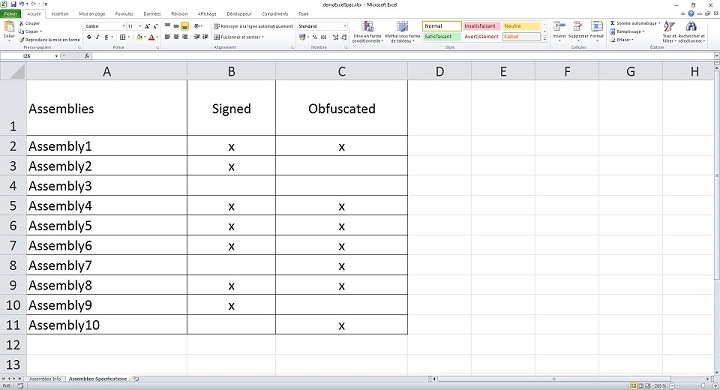 demoExcelSpec.xlsx - Microsoft Excel
Fichier Accueil Insertion Mise en page Formules Données Révision Affichage Développeur Compléments Team
Couper
Copier
Reproduire la mise en forme
Coller
Presse-papiers
Police
G I S
Renvoyer à la ligne automatiquement
Fusionner et centrer
Alignement
Standard
Nombre
Mise en forme conditionnelle
Mettre sous forme de tableau
Normal Insatisfaisant Neutre
Satisfaisant Avertissement Calcul
Style
Insérer Supprimer Format
Cellules
Somme automatique
Remplissage
Effacer
Trier et filtrer
Rechercher et sélectionner
Édition
I26
fx
A B C D E F G H
1 Assemblies Signed Obfuscated
2 Assembly1 x x
3 Assembly2 x
4 Assembly3
5 Assembly4 x x
6 Assembly5 x x
7 Assembly6 x x
8 Assembly7 x
9 Assembly8 x x
10 Assembly9 x
11 Assembly10 x
12
13
Assemblies Info Assemblies Specifications
Prêt
265 %